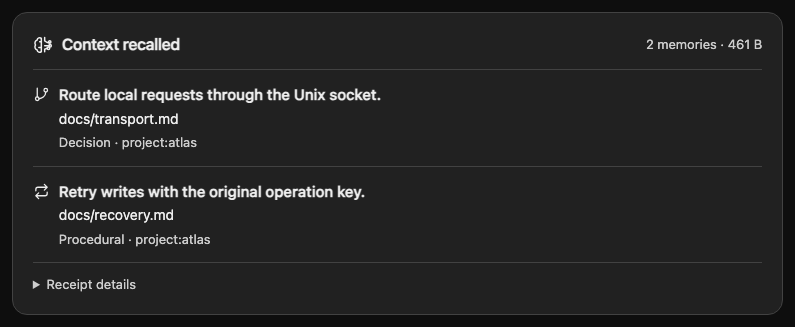 Context recalled
2 memories · 461 B
Route local requests through the Unix socket.
docs/transport.md
Decision · project:atlas
Retry writes with the original operation key.
docs/recovery.md
Procedural · project:atlas
Receipt details